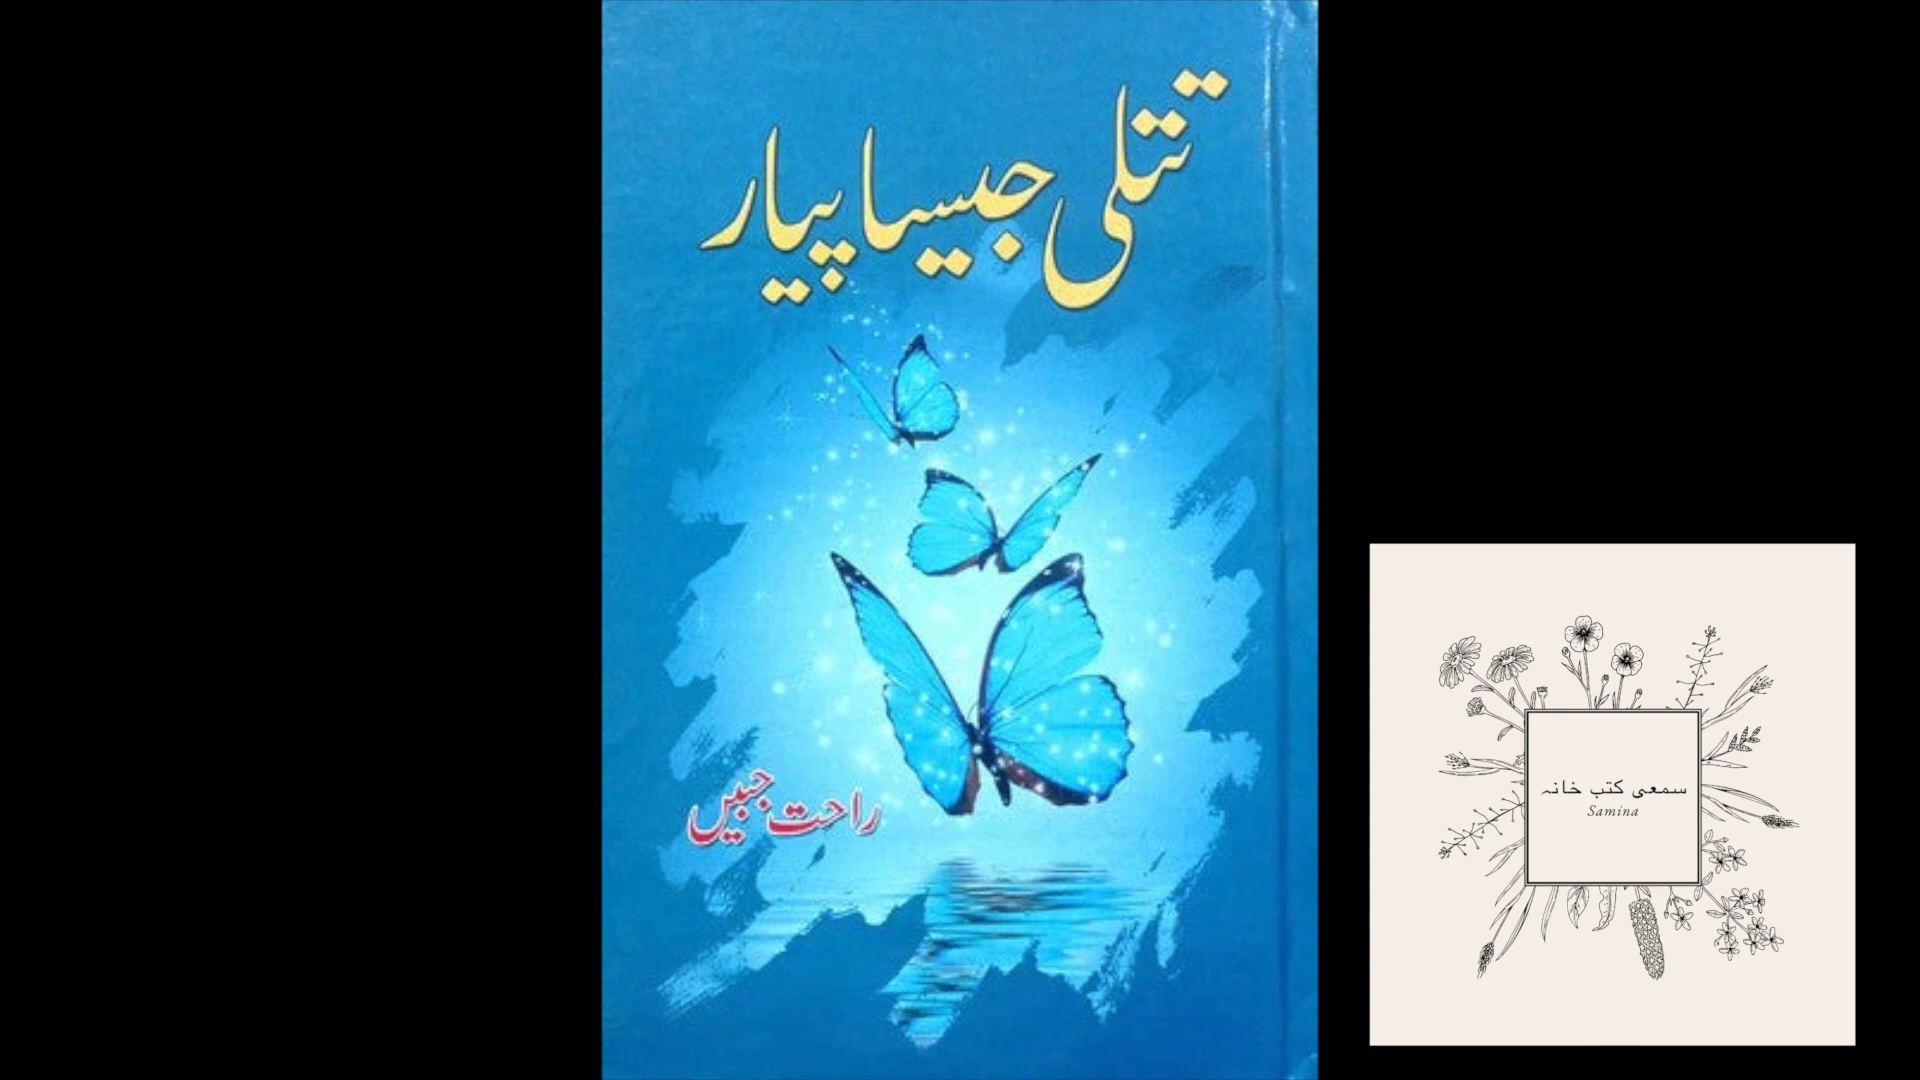 تتلی جیسا پیار
راحت جبیں
سمعی کتب خانہ
Samina